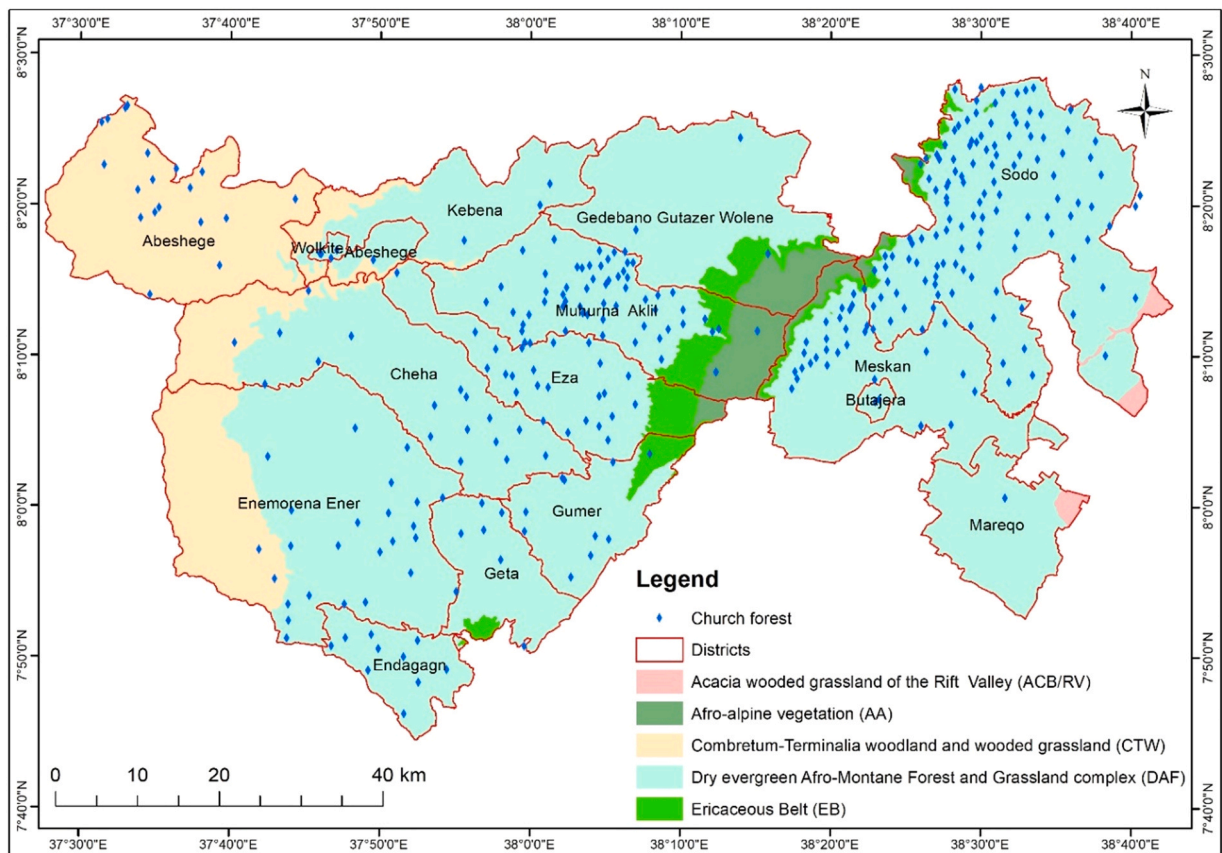 37°30'0"E 37°40'0"E 37°50'0"E 38°0'0"E 38°10'0"E 38°20'0"E 38°30'0"E 38°40'0"E
8°30'0"N 8°30'0"N
N
Sodo
8°20'0"N 8°20'0"N
Kebena
Gedebano Gutazer Wolene
Abeshege
Wolkite
Abeshege
Muhurna Aklil
8°10'0"N 8°10'0"N
Meskan
Cheha
Eza
Butajera
8°0'0"N 8°0'0"N
Enemorena Ener
Gumer
Mareqo
Geta
Legend
Church forest
Districts
7°50'0"N 7°50'0"N
Endagagn
Acacia wooded grassland of the Rift Valley (ACB/RV)
Afro-alpine vegetation (AA)
Combretum-Terminalia woodland and wooded grassland (CTW)
0 10 20 40 km
Dry evergreen Afro-Montane Forest and Grassland complex (DAF)
7°40'0"N 7°40'0"N
Ericaceous Belt (EB)
37°30'0"E 37°40'0"E 37°50'0"E 38°0'0"E 38°10'0"E 38°20'0"E 38°30'0"E 38°40'0"E